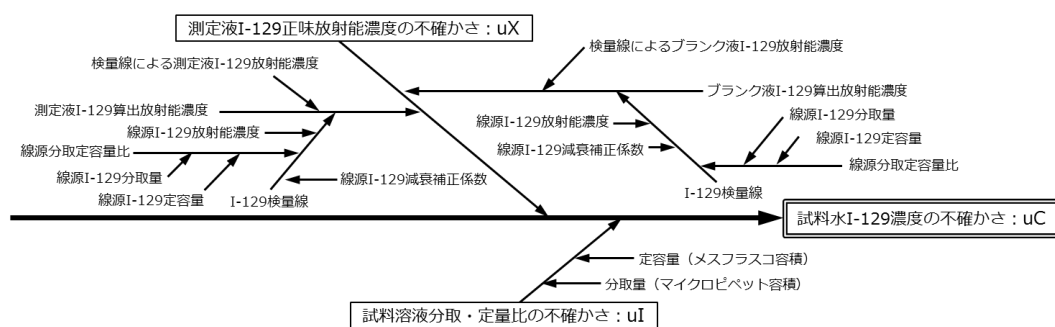 測定液I-129正味放射能濃度の不確かさ：uX
検量線によるブランク液I-129放射能濃度
検量線による測定液I-129放射能濃度
ブランク液I-129算出放射能濃度
測定液I-129算出放射能濃度
線源I-129分取量
線源I-129放射能濃度
線源I-129放射能濃度
線源I-129定容量
線源分取定容量比
線源I-129減衰補正係数
線源分取定容量比
線源I-129分取量
線源I-129減衰補正係数
線源I-129定容量
I-129検量線
I-129検量線
試料水I-129濃度の不確かさ：uC
定容量（メスフラスコ容積）
分取量（マイクロピペット容積）
試料溶液分取・定量比の不確かさ：uI